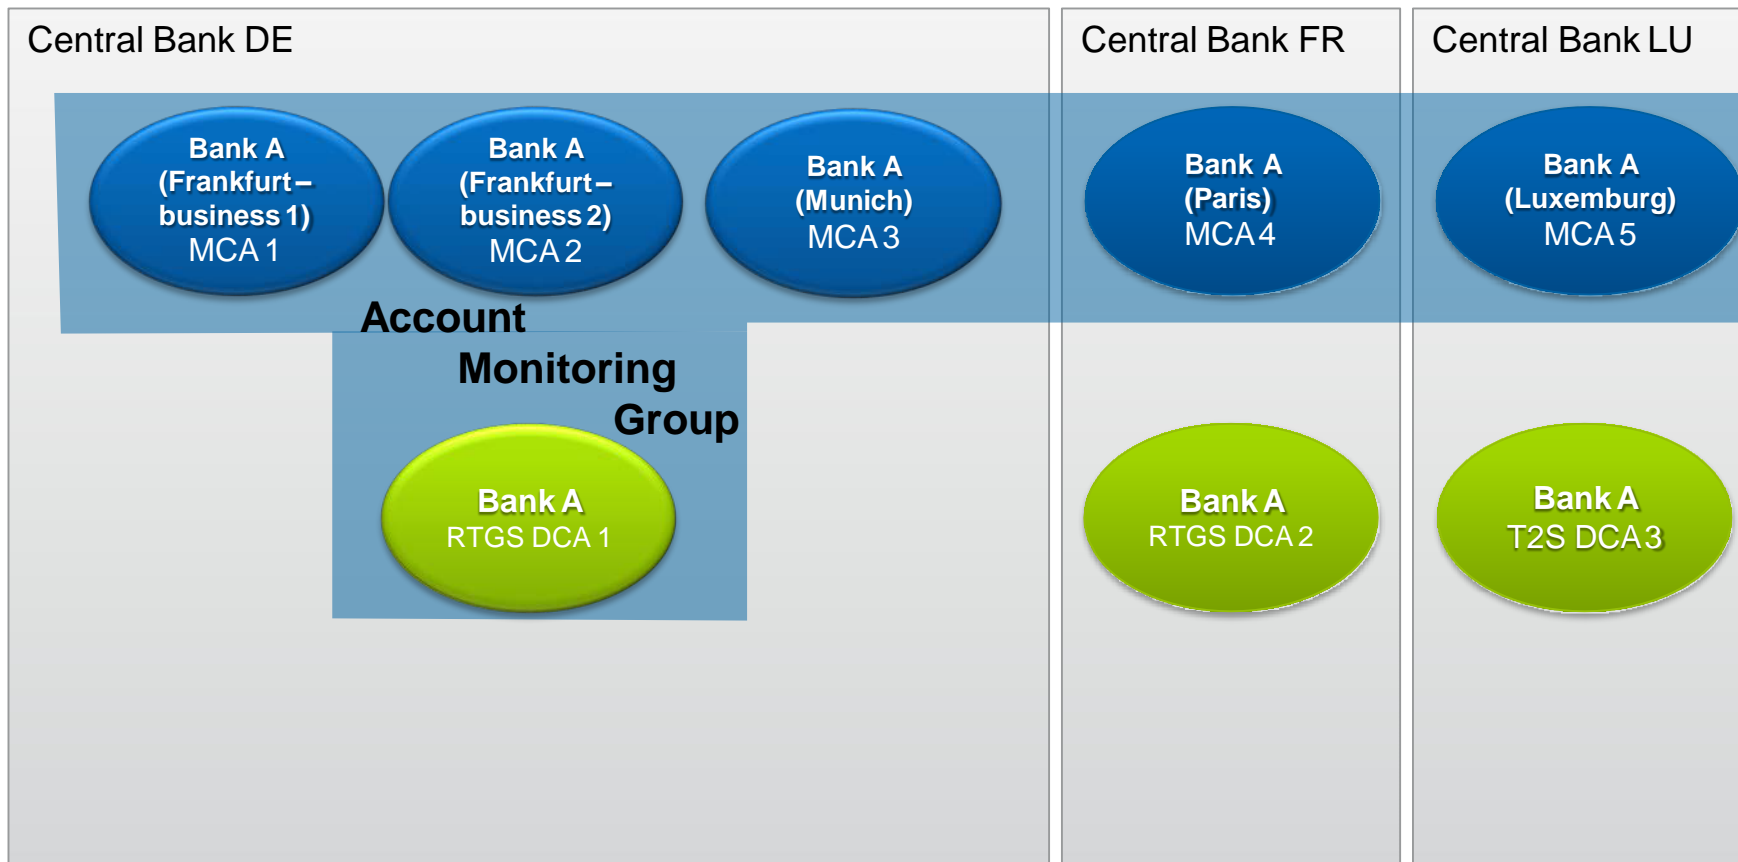 Central Bank DE
Central Bank FR
Central Bank LU
Bank A
(Frankfurt –
business 1)
MCA 1
Bank A
(Frankfurt –
business 2)
MCA 2
Bank A
(Munich)
MCA 3
Bank A
(Paris)
MCA 4
Bank A
(Luxemburg)
MCA 5
Account
Monitoring
Group
Bank A
RTGS DCA 1
Bank A
RTGS DCA 2
Bank A
T2S DCA 3